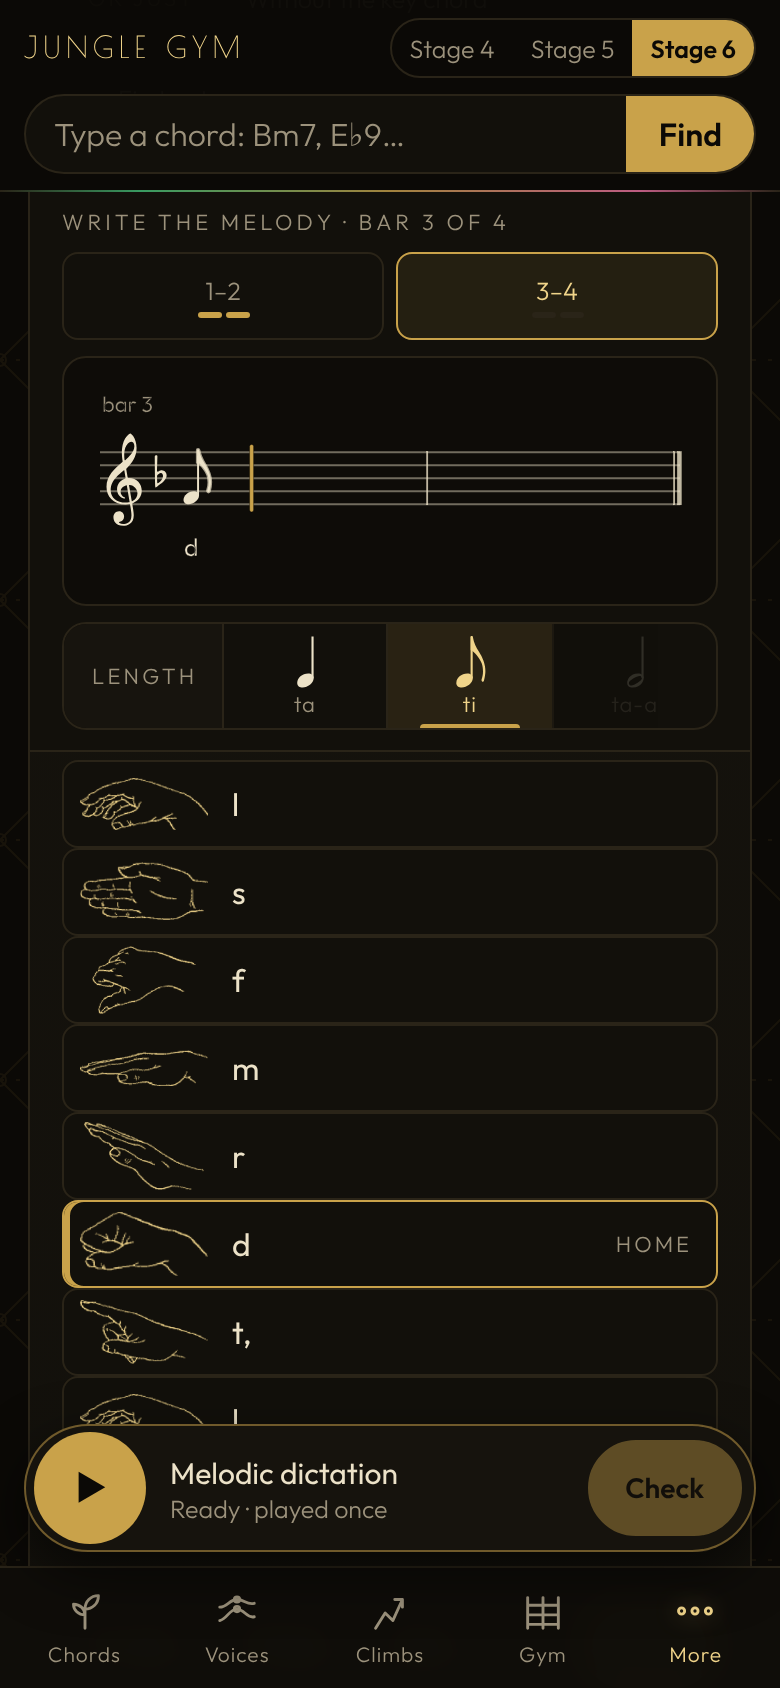 JUNGLE GYM
Stage 4 Stage 5 Stage 6
Type a chord: Bm7, E♭9... Find
WRITE THE MELODY · BAR 3 OF 4
1–2 3–4
bar 3
d
LENGTH ta ti ta-a
l
s
f
m
r
d HOME
t,
l
Melodic dictation
Ready · played once
Check
Chords Voices Climbs Gym More